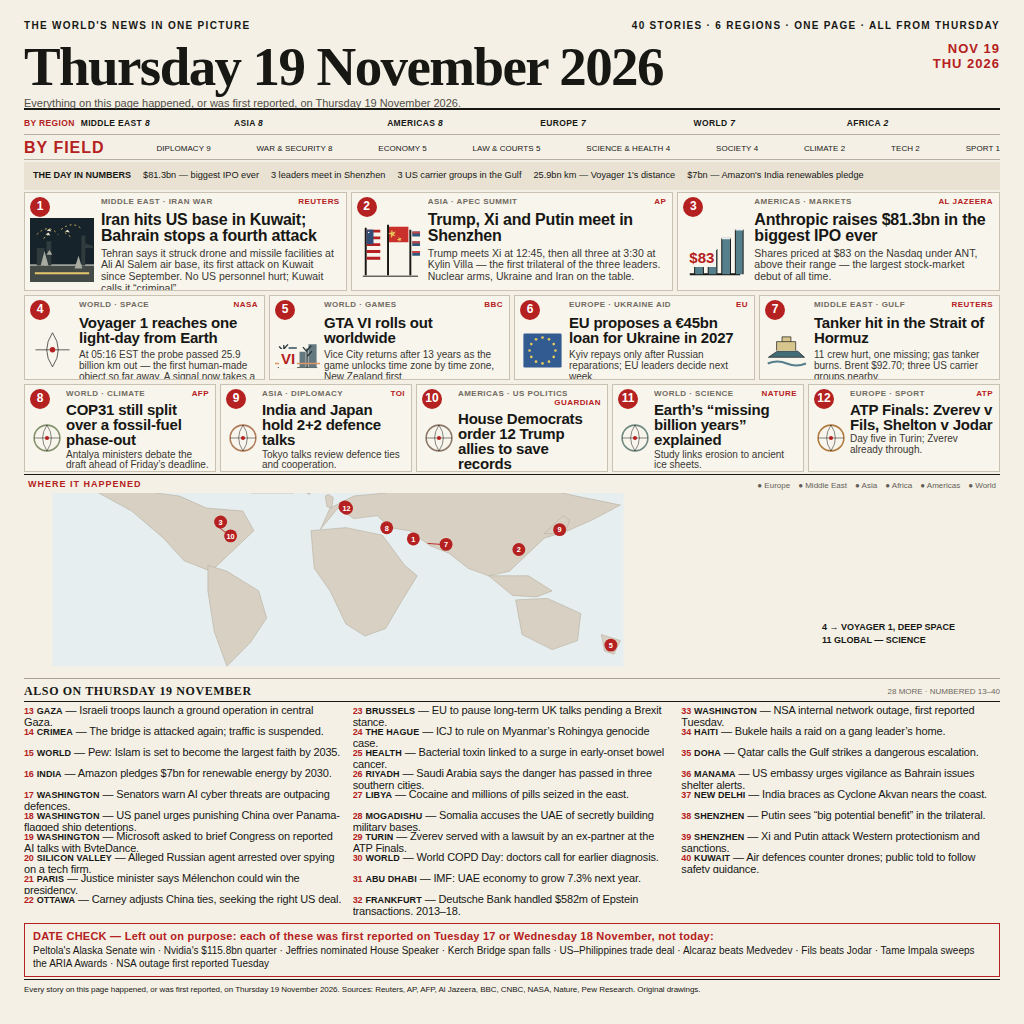 THE WORLD'S NEWS IN ONE PICTURE
40 STORIES · 6 REGIONS · ONE PAGE · ALL FROM THURSDAY
Thursday 19 November 2026
NOV 19
THU 2026
Everything on this page happened, or was first reported, on Thursday 19 November 2026.
BY REGION MIDDLE EAST 8 ASIA 8 AMERICAS 8 EUROPE 7 WORLD 7 AFRICA 2
BY FIELD DIPLOMACY 9 WAR & SECURITY 8 ECONOMY 5 LAW & COURTS 5 SCIENCE & HEALTH 4 SOCIETY 4 CLIMATE 2 TECH 2 SPORT 1
THE DAY IN NUMBERS $81.3bn — biggest IPO ever 3 leaders meet in Shenzhen 3 US carrier groups in the Gulf 25.9bn km — Voyager 1's distance $7bn — Amazon's India renewables pledge
1
MIDDLE EAST · IRAN WAR REUTERS
Iran hits US base in Kuwait;
Bahrain stops a fourth attack
Tehran says it struck drone and missile facilities at
Ali Al Salem air base, its first attack on Kuwait
since September. No US personnel hurt; Kuwait
calls it “criminal”
2
ASIA · APEC SUMMIT AP
Trump, Xi and Putin meet in
Shenzhen
Trump meets Xi at 12:45, then all three at 3:30 at
Kylin Villa — the first trilateral of the three leaders.
Nuclear arms, Ukraine and Iran on the table.
3
AMERICAS · MARKETS AL JAZEERA
Anthropic raises $81.3bn in the
biggest IPO ever
Shares priced at $83 on the Nasdaq under ANT,
above their range — the largest stock-market
debut of all time.
$83
4
WORLD · SPACE NASA
Voyager 1 reaches one
light-day from Earth
At 05:16 EST the probe passed 25.9
billion km out — the first human-made
object so far away. A signal now takes a
5
WORLD · GAMES BBC
GTA VI rolls out
worldwide
Vice City returns after 13 years as the
game unlocks time zone by time zone,
New Zealand first.
VI
6
EUROPE · UKRAINE AID EU
EU proposes a €45bn
loan for Ukraine in 2027
Kyiv repays only after Russian
reparations; EU leaders decide next
week.
7
MIDDLE EAST · GULF REUTERS
Tanker hit in the Strait of
Hormuz
11 crew hurt, one missing; gas tanker
burns. Brent $92.70; three US carrier
groups nearby.
8
WORLD · CLIMATE AFP
COP31 still split
over a fossil-fuel
phase-out
Antalya ministers debate the
draft ahead of Friday's deadline.
9
ASIA · DIPLOMACY TOI
India and Japan
hold 2+2 defence
talks
Tokyo talks review defence ties
and cooperation.
10
AMERICAS · US POLITICS
GUARDIAN
House Democrats
order 12 Trump
allies to save
records
11
WORLD · SCIENCE NATURE
Earth's “missing
billion years”
explained
Study links erosion to ancient
ice sheets.
12
EUROPE · SPORT ATP
ATP Finals: Zverev v
Fils, Shelton v Jodar
Day five in Turin; Zverev
already through.
WHERE IT HAPPENED
● Europe ● Middle East ● Asia ● Africa ● Americas ● World
3
10
12
8
1
7
2
9
5
4 → VOYAGER 1, DEEP SPACE
11 GLOBAL — SCIENCE
ALSO ON THURSDAY 19 NOVEMBER
28 MORE · NUMBERED 13–40
13 GAZA — Israeli troops launch a ground operation in central
Gaza.
14 CRIMEA — The bridge is attacked again; traffic is suspended.
15 WORLD — Pew: Islam is set to become the largest faith by 2035.
16 INDIA — Amazon pledges $7bn for renewable energy by 2030.
17 WASHINGTON — Senators warn AI cyber threats are outpacing
defences.
18 WASHINGTON — US panel urges punishing China over Panama-
flagged ship detentions.
19 WASHINGTON — Microsoft asked to brief Congress on reported
AI talks with ByteDance.
20 SILICON VALLEY — Alleged Russian agent arrested over spying
on a tech firm.
21 PARIS — Justice minister says Mélenchon could win the
presidency.
22 OTTAWA — Carney adjusts China ties, seeking the right US deal.
23 BRUSSELS — EU to pause long-term UK talks pending a Brexit
stance.
24 THE HAGUE — ICJ to rule on Myanmar's Rohingya genocide
case.
25 HEALTH — Bacterial toxin linked to a surge in early-onset bowel
cancer.
26 RIYADH — Saudi Arabia says the danger has passed in three
southern cities.
27 LIBYA — Cocaine and millions of pills seized in the east.
28 MOGADISHU — Somalia accuses the UAE of secretly building
military bases.
29 TURIN — Zverev served with a lawsuit by an ex-partner at the
ATP Finals.
30 WORLD — World COPD Day: doctors call for earlier diagnosis.
31 ABU DHABI — IMF: UAE economy to grow 7.3% next year.
32 FRANKFURT — Deutsche Bank handled $582m of Epstein
transactions. 2013–18.
33 WASHINGTON — NSA internal network outage, first reported
Tuesday.
34 HAITI — Bukele hails a raid on a gang leader's home.
35 DOHA — Qatar calls the Gulf strikes a dangerous escalation.
36 MANAMA — US embassy urges vigilance as Bahrain issues
shelter alerts.
37 NEW DELHI — India braces as Cyclone Akvan nears the coast.
38 SHENZHEN — Putin sees “big potential benefit” in the trilateral.
39 SHENZHEN — Xi and Putin attack Western protectionism and
sanctions.
40 KUWAIT — Air defences counter drones; public told to follow
safety guidance.
DATE CHECK — Left out on purpose: each of these was first reported on Tuesday 17 or Wednesday 18 November, not today:
Peltola's Alaska Senate win · Nvidia's $115.8bn quarter · Jeffries nominated House Speaker · Kerch Bridge span falls · US–Philippines trade deal · Alcaraz beats Medvedev · Fils beats Jodar · Tame Impala sweeps
the ARIA Awards · NSA outage first reported Tuesday
Every story on this page happened, or was first reported, on Thursday 19 November 2026. Sources: Reuters, AP, AFP, Al Jazeera, BBC, CNBC, NASA, Nature, Pew Research. Original drawings.